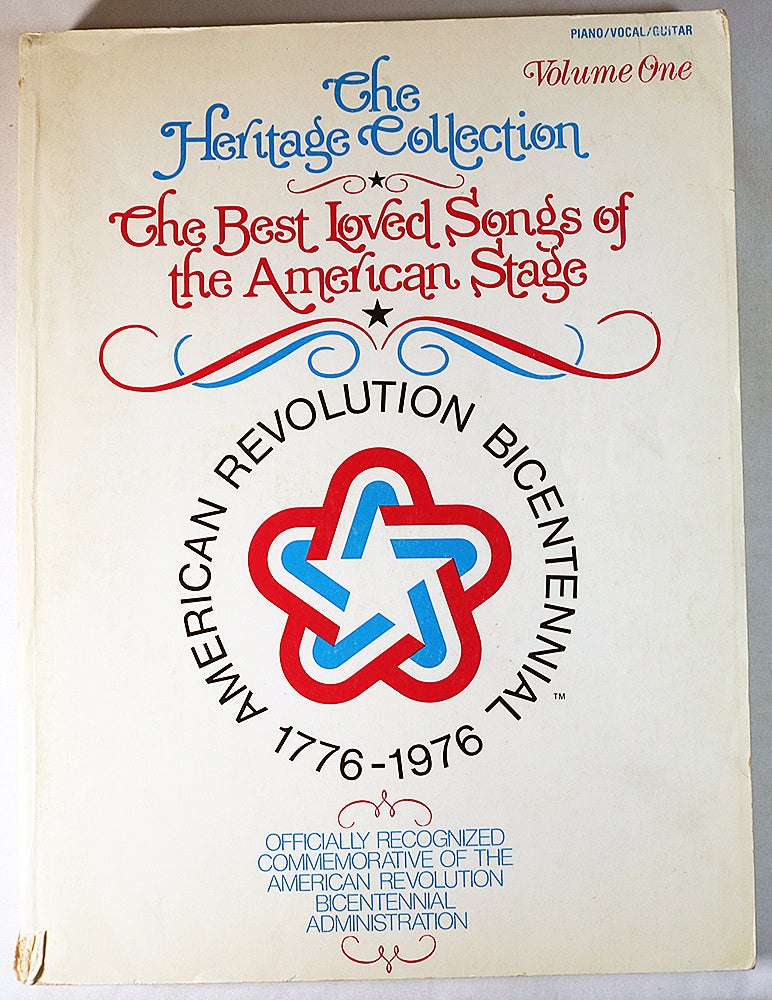 PIANO/VOCAL/GUITAR
Volume One
The
Heritage Collection
The Best Loved Songs of
the American Stage
AMERICAN REVOLUTION BICENTENNIAL
TM
1776-1976
OFFICIALLY RECOGNIZED
COMMEMORATIVE OF THE
AMERICAN REVOLUTION
BICENTENNIAL
ADMINISTRATION